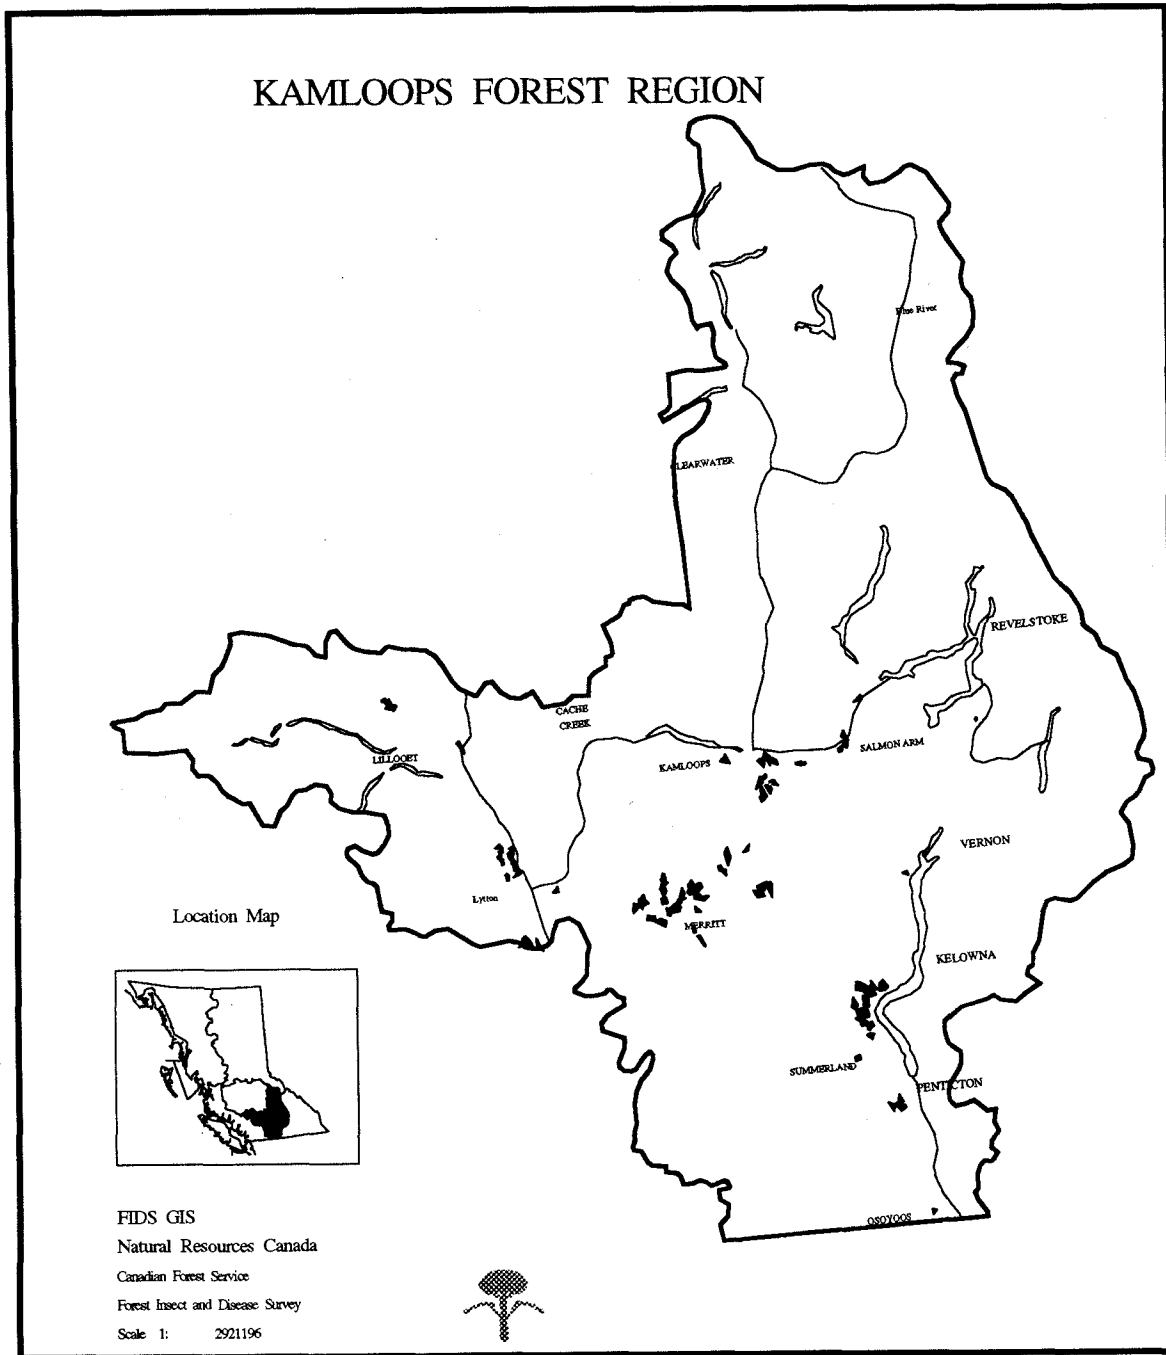 KAMLOOPS FOREST REGION
Blue River
CLEARWATER
REVELSTOKE
CACHE
CREEK
SALMON ARM
LILLOOET
KAMLOOPS
VERNON
Lytton
Location Map
MERRITT
KELOWNA
SUMMERLAND
PENTICTON
OSOYOOS
FIDS GIS
Natural Resources Canada
Canadian Forest Service
Forest Insect and Disease Survey
Scale 1: 2921196